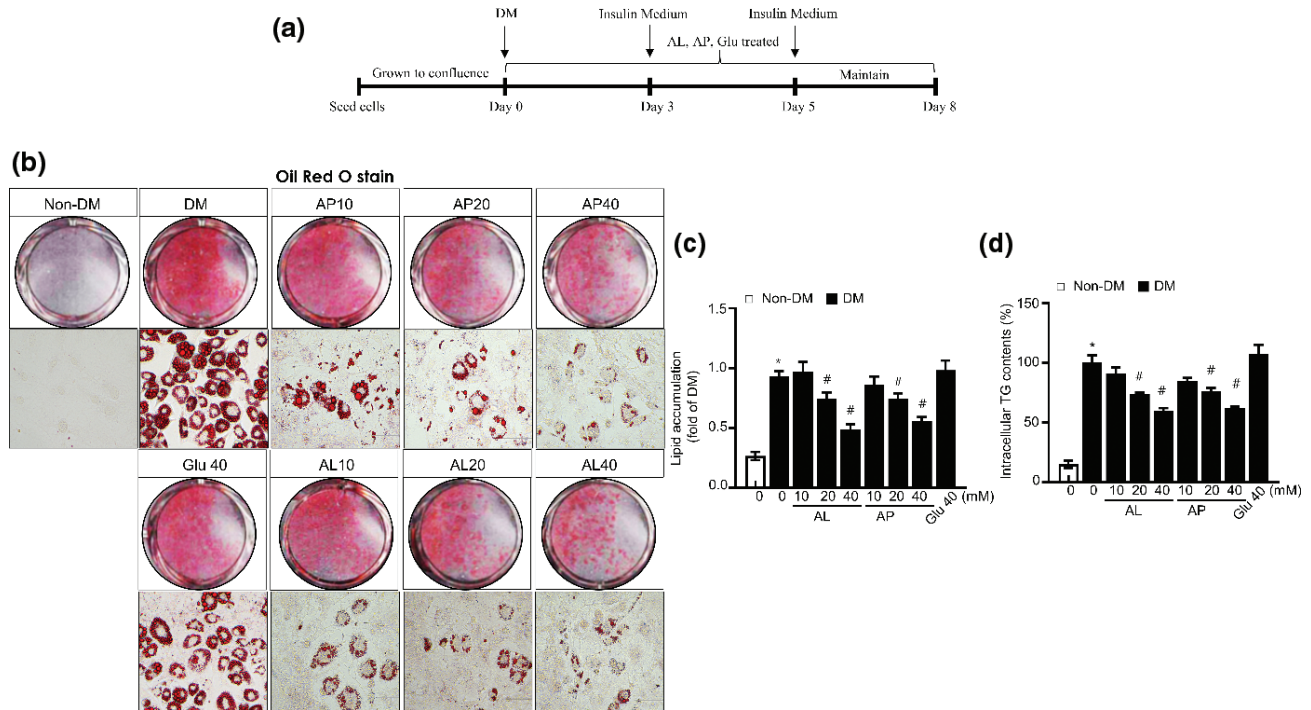 (a)
DM
Insulin Medium
Insulin Medium
AL, AP, Glu treated
Grown to confluence
Maintain
Seed cells
Day 0
Day 3
Day 5
Day 8
(b)
Oil Red O stain
Non-DM
DM
AP10
AP20
AP40
Glu 40
AL10
AL20
AL40
(c)
Non-DM
DM
Lipid accumulation
(fold of DM)
1.5
1.0
0.5
0.0
*
#
#
#
#
0
0
10
20
40
10
20
40
Glu 40
(mM)
AL
AP
(d)
Non-DM
DM
Intracellular TG contents (%)
150
100
50
0
*
#
#
#
#
0
0
10
20
40
10
20
40
Glu 40
(mM)
AL
AP